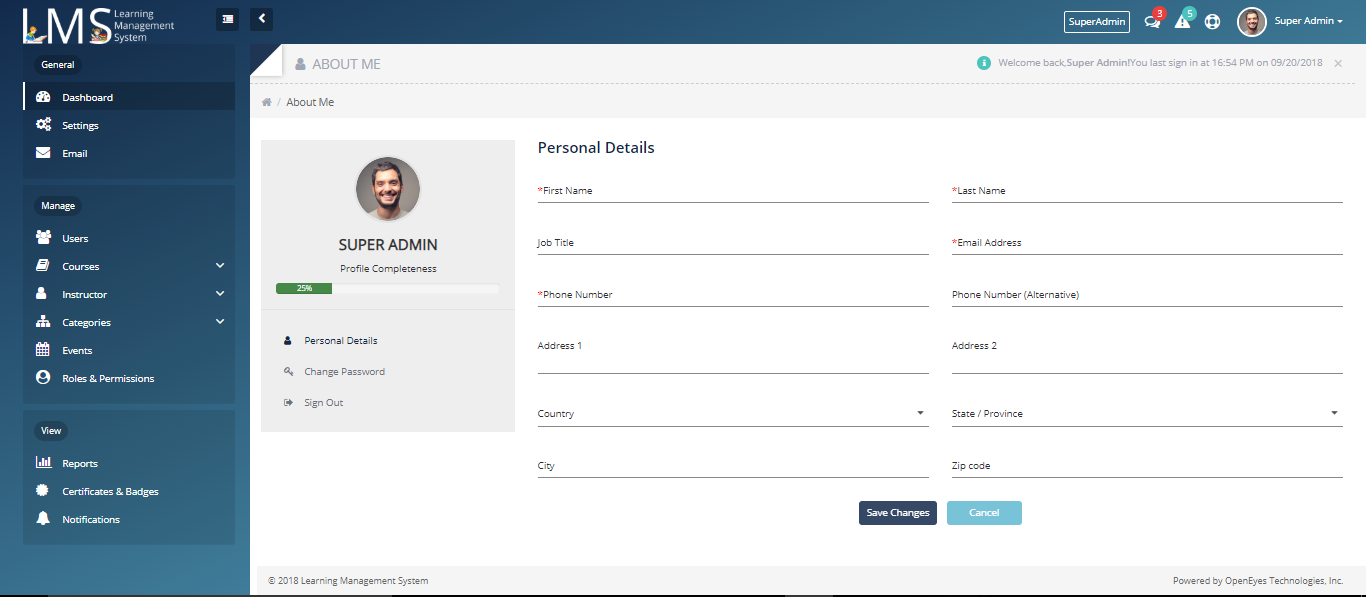 LMS Learning
Management
System
SuperAdmin
3
5
Super Admin
General
Dashboard
Settings
Email
Manage
Users
Courses
Instructor
Categories
Events
Roles & Permissions
View
Reports
Certificates & Badges
Notifications
ABOUT ME
Welcome back,Super Admin!You last sign in at 16:54 PM on 09/20/2018 ×
/ About Me
SUPER ADMIN
Profile Completeness
25%
Personal Details
Change Password
Sign Out
Personal Details
*First Name
*Last Name
Job Title
*Email Address
*Phone Number
Phone Number (Alternative)
Address 1
Address 2
Country
State / Province
City
Zip code
Save Changes
Cancel
© 2018 Learning Management System
Powered by OpenEyes Technologies, Inc.